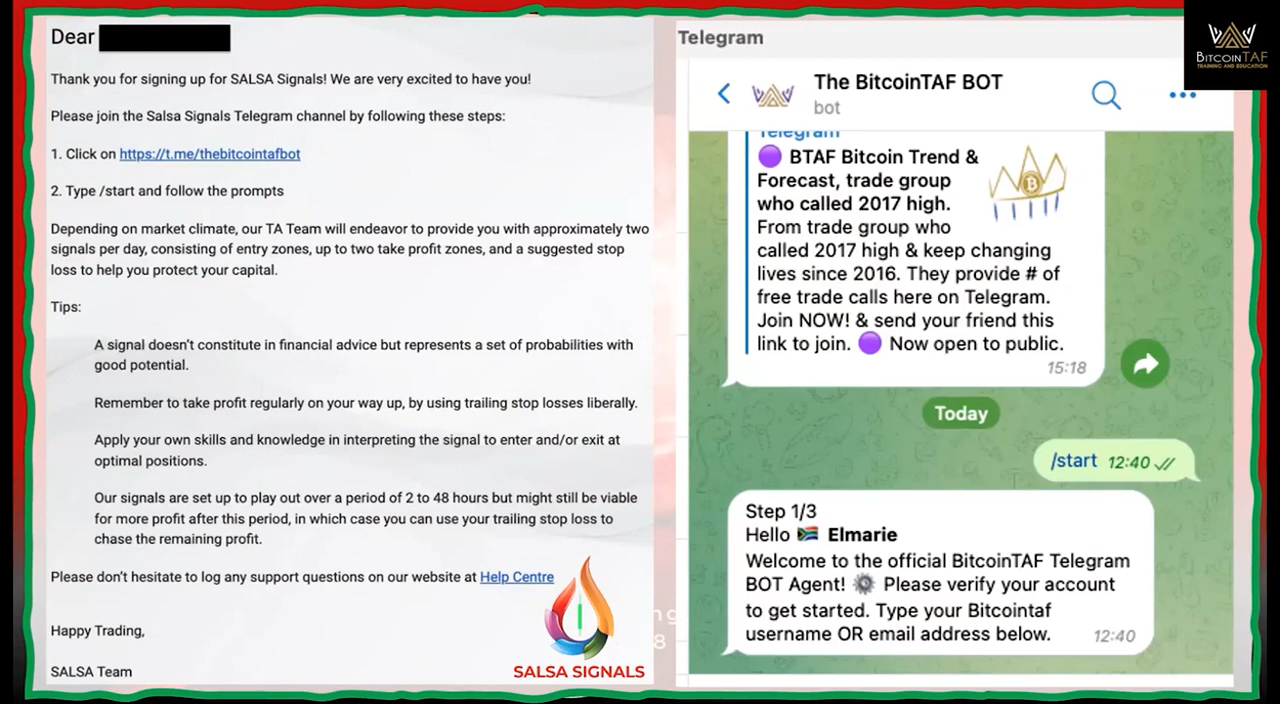 Dear
Thank you for signing up for SALSA Signals! We are very excited to have you!
Please join the Salsa Signals Telegram channel by following these steps:
1. Click on https://t.me/thebitcointafbot
2. Type /start and follow the prompts
Depending on market climate, our TA Team will endeavor to provide you with approximately two
signals per day, consisting of entry zones, up to two take profit zones, and a suggested stop
loss to help you protect your capital.
Tips:
A signal doesn't constitute in financial advice but represents a set of probabilities with
good potential.
Remember to take profit regularly on your way up, by using trailing stop losses liberally.
Apply your own skills and knowledge in interpreting the signal to enter and/or exit at
optimal positions.
Our signals are set up to play out over a period of 2 to 48 hours but might still be viable
for more profit after this period, in which case you can use your trailing stop loss to
chase the remaining profit.
Please don't hesitate to log any support questions on our website at Help Centre
Happy Trading,
SALSA Team
SALSA SIGNALS
Telegram
The BitcoinTAF BOT
bot
Telegram
🟣 BTAF Bitcoin Trend &
Forecast, trade group
who called 2017 high.
From trade group who
called 2017 high & keep changing
lives since 2016. They provide # of
free trade calls here on Telegram.
Join NOW! & send your friend this
link to join. 🟣 Now open to public.
15:18
Today
/start 12:40
Step 1/3
Hello 🇿🇦 Elmarie
Welcome to the official BitcoinTAF Telegram
BOT Agent! ⚙️ Please verify your account
to get started. Type your Bitcointaf
username OR email address below.
12:40
BITCOINTAF
TRAINING AND EDUCATION